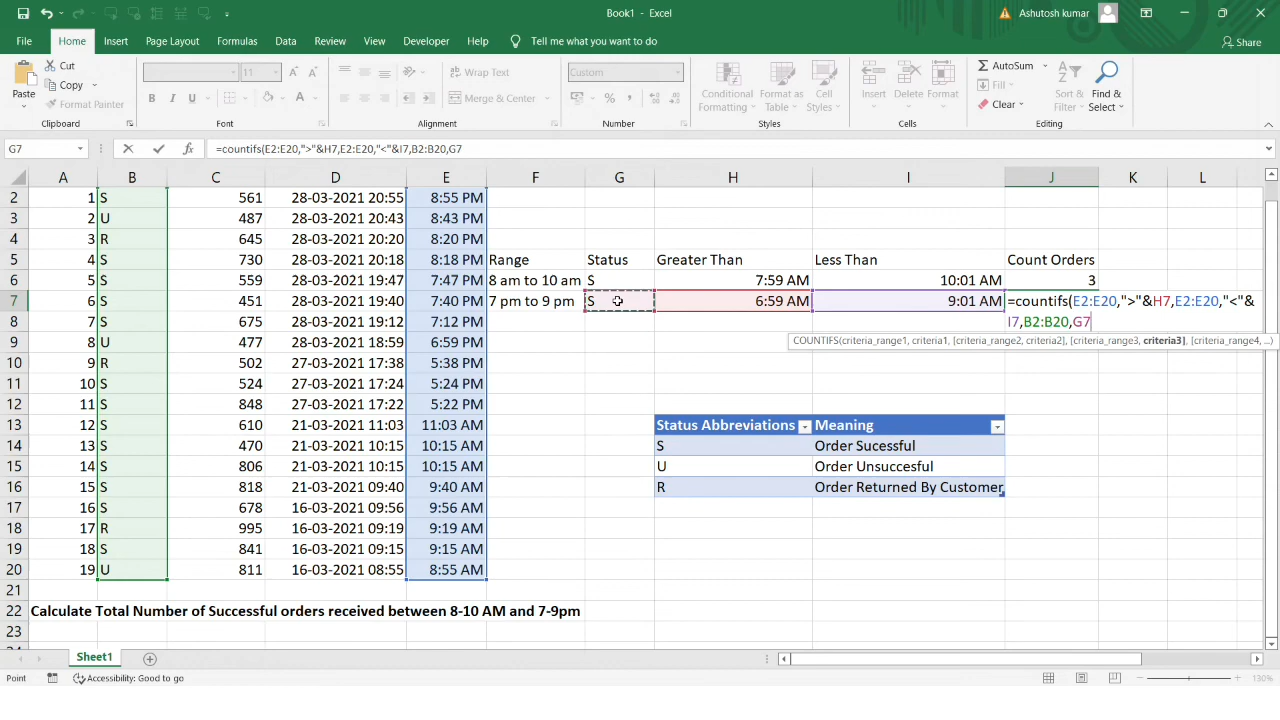 Book1 - Excel
Ashutosh kumar
File Home Insert Page Layout Formulas Data Review View Developer Help Tell me what you want to do Share
Paste
Cut
Copy
Format Painter
Clipboard
11
B I U
Font
Wrap Text
Merge & Center
Alignment
Custom
Number
Conditional Formatting
Format as Table
Cell Styles
Styles
Insert Delete Format
Cells
AutoSum
Fill
Clear
Sort & Filter
Find & Select
Editing
G7 =countifs(E2:E20,">"&H7,E2:E20,"<"&I7,B2:B20,G7
A B C D E F G H I J K L
2 1 S 561 28-03-2021 20:55 8:55 PM
3 2 U 487 28-03-2021 20:43 8:43 PM
4 3 R 645 28-03-2021 20:20 8:20 PM
5 4 S 730 28-03-2021 20:18 8:18 PM Range Status Greater Than Less Than Count Orders
6 5 S 559 28-03-2021 19:47 7:47 PM 8 am to 10 am S 7:59 AM 10:01 AM 3
7 6 S 451 28-03-2021 19:40 7:40 PM 7 pm to 9 pm S 6:59 AM 9:01 AM =countifs(E2:E20,">"&H7,E2:E20,"<"&
8 7 S 675 28-03-2021 19:12 7:12 PM I7,B2:B20,G7
9 8 U 477 28-03-2021 18:59 6:59 PM COUNTIFS(criteria_range1, criteria1, [criteria_range2, criteria2], [criteria_range3, criteria3], [criteria_range4, ...)
10 9 R 502 27-03-2021 17:38 5:38 PM
11 10 S 524 27-03-2021 17:24 5:24 PM
12 11 S 848 27-03-2021 17:22 5:22 PM
13 12 S 610 21-03-2021 11:03 11:03 AM Status Abbreviations Meaning
14 13 S 470 21-03-2021 10:15 10:15 AM S Order Sucessful
15 14 S 806 21-03-2021 10:15 10:15 AM U Order Unsuccesful
16 15 S 818 21-03-2021 09:40 9:40 AM R Order Returned By Customer
17 16 S 678 16-03-2021 09:56 9:56 AM
18 17 R 995 16-03-2021 09:19 9:19 AM
19 18 S 841 16-03-2021 09:15 9:15 AM
20 19 U 811 16-03-2021 08:55 8:55 AM
21
22 Calculate Total Number of Successful orders received between 8-10 AM and 7-9pm
23
Sheet1
Point Accessibility: Good to go 130%